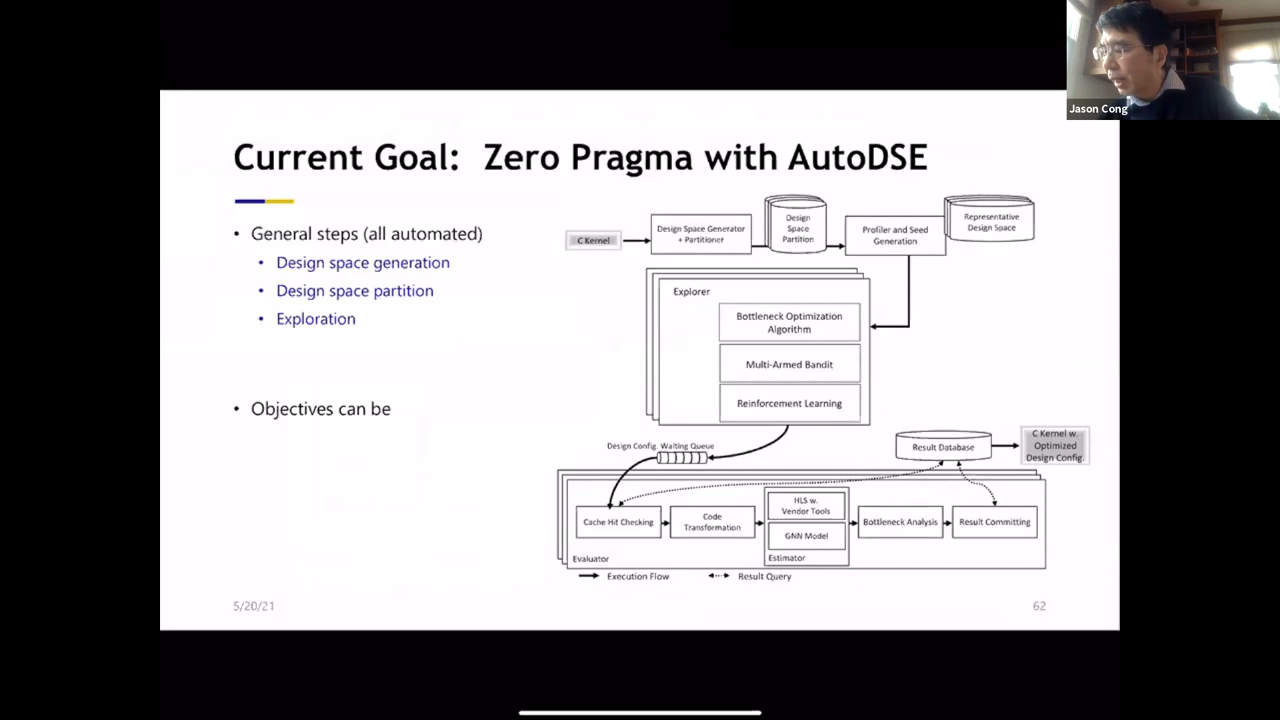 Jason Cong
Current Goal: Zero Pragma with AutoDSE
• General steps (all automated)
• Design space generation
• Design space partition
• Exploration
• Objectives can be
C Kernel
Design Space Generator
+ Partitioner
Design
Space
Partition
Profiler and Seed
Generation
Representative
Design Space
Explorer
Bottleneck Optimization
Algorithm
Multi-Armed Bandit
Reinforcement Learning
Design Config. Waiting Queue
Result Database
C Kernel w.
Optimized
Design Config.
Cache Hit Checking
Code
Transformation
HLS w.
Vendor Tools
GNN Model
Estimator
Bottleneck Analysis
Result Committing
Evaluator
Execution Flow
Result Query
5/20/21
62